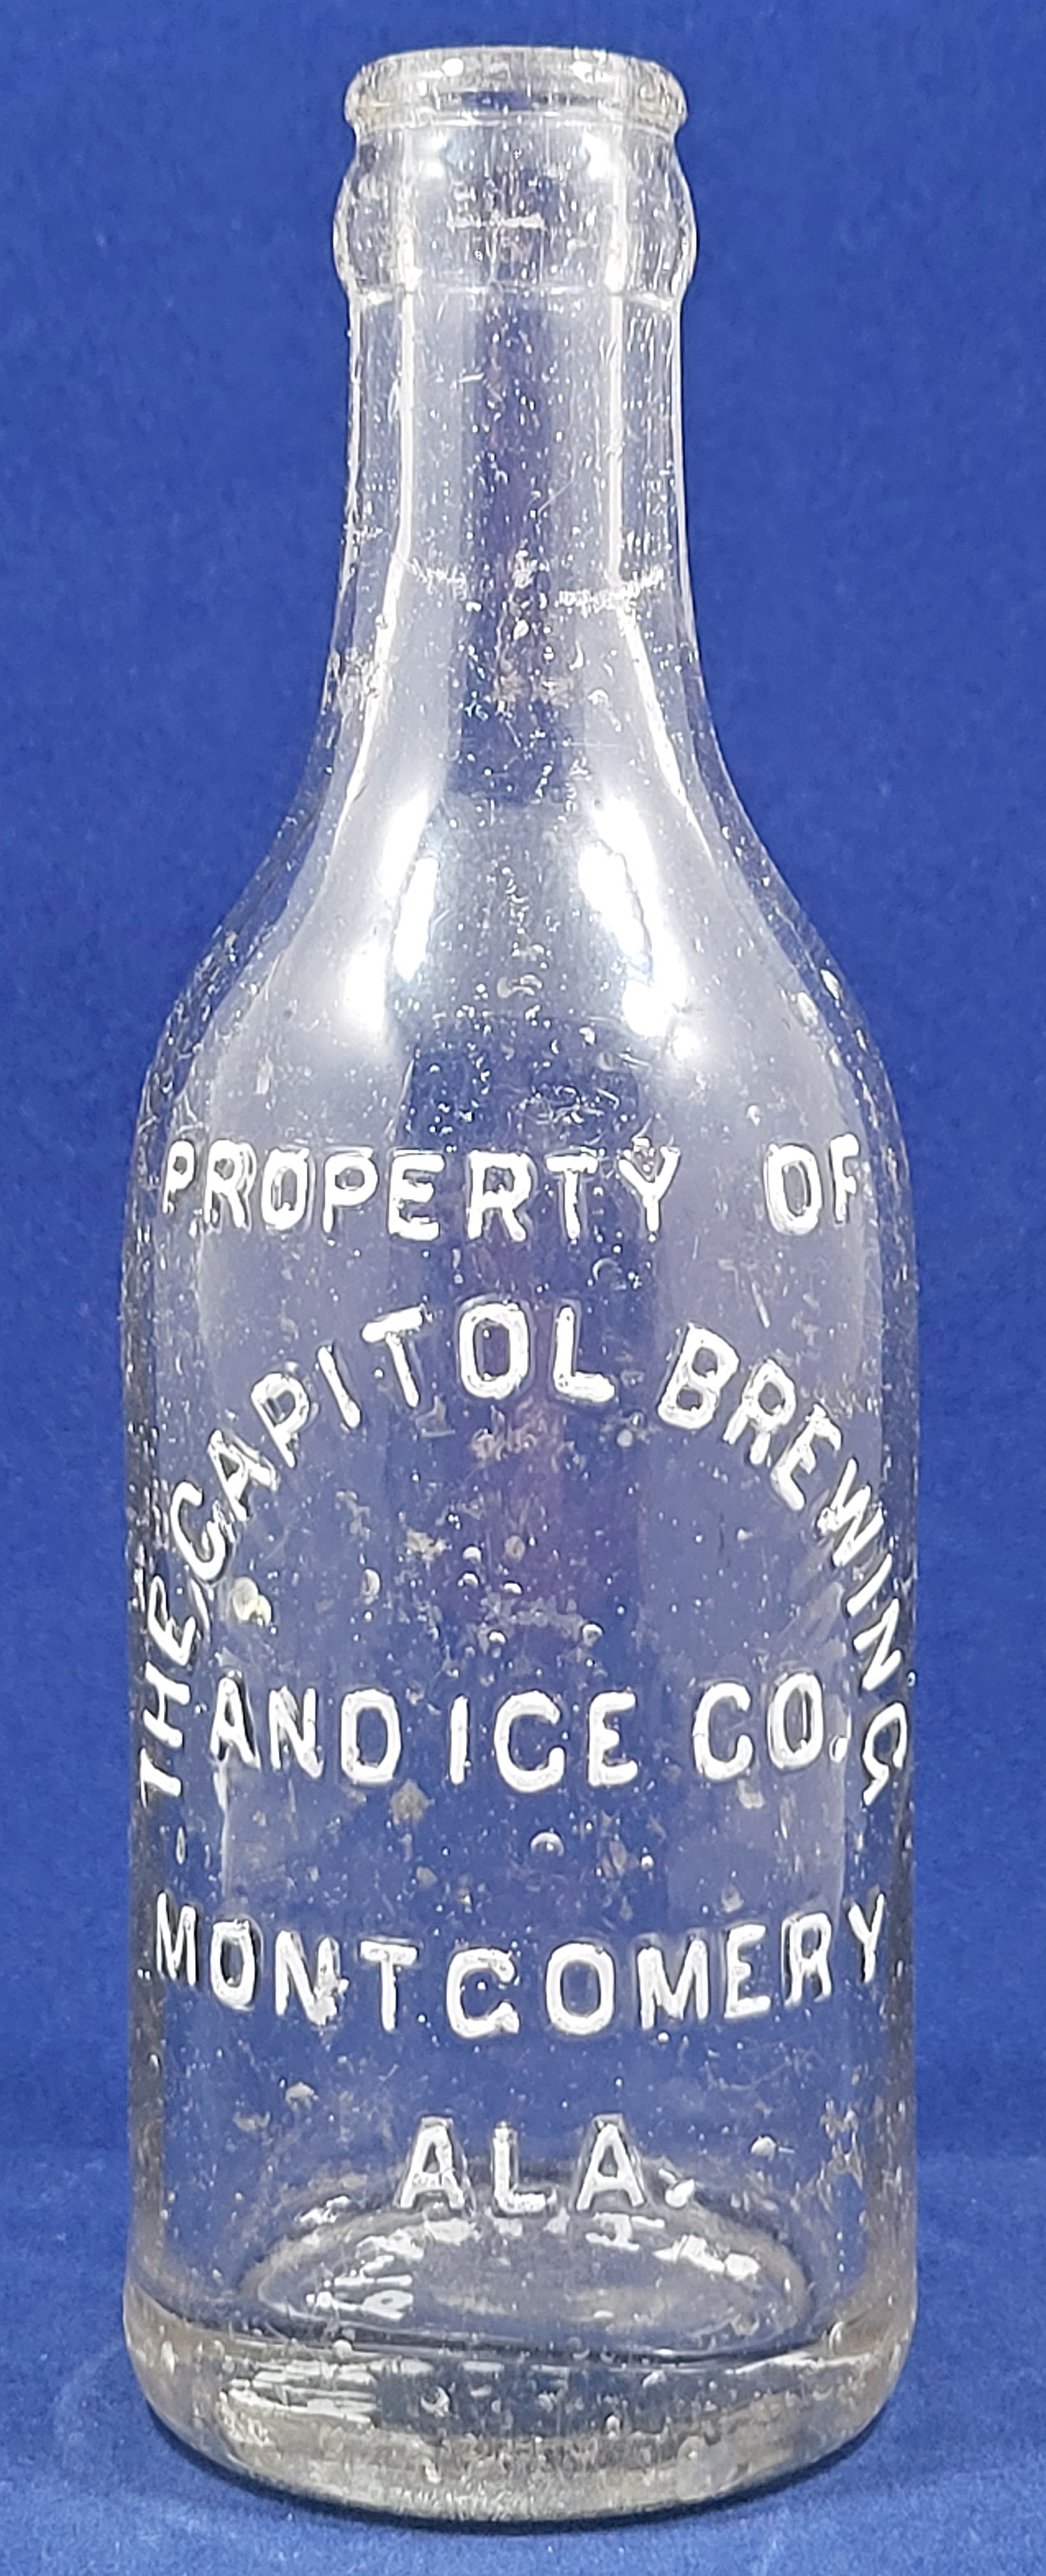 PROPERTY OF
THE CAPITOL BREWING
AND ICE CO.
MONTGOMERY
ALA.